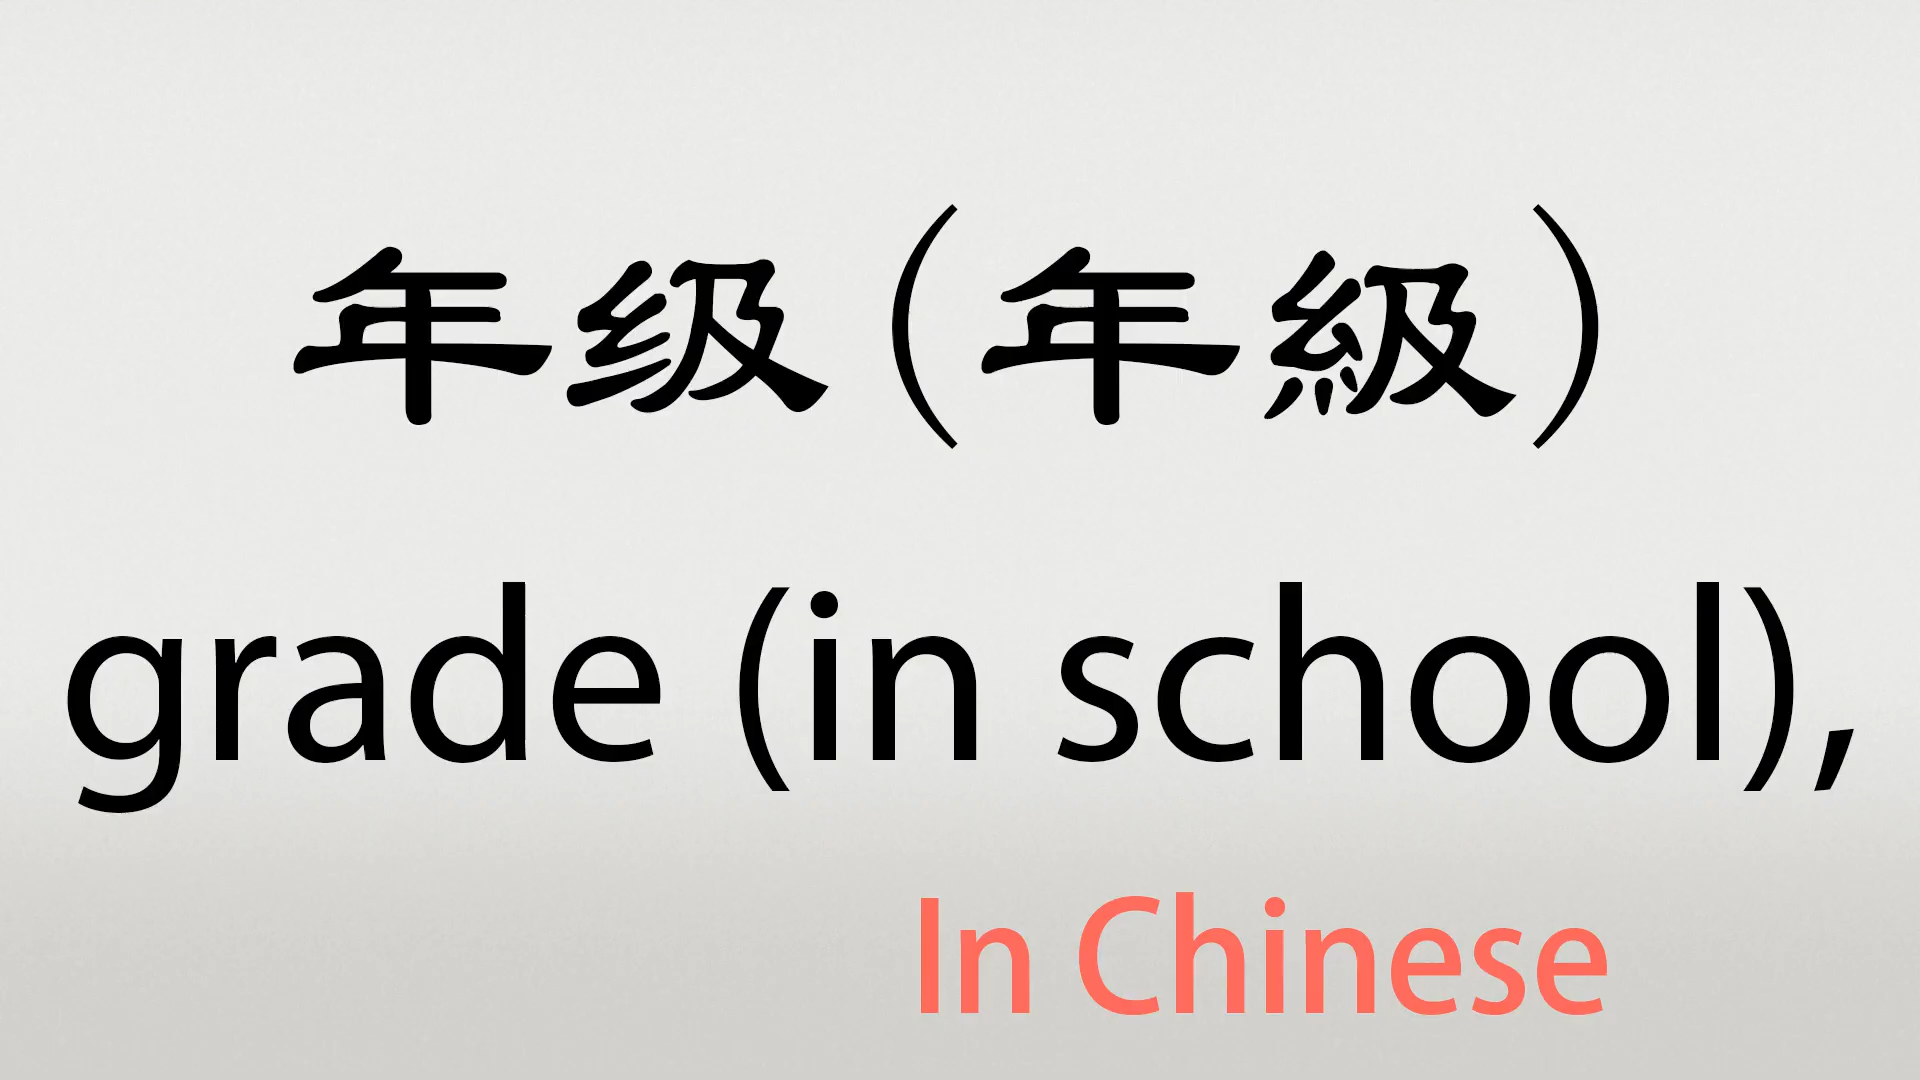 年级(年級)
grade (in school),
In Chinese